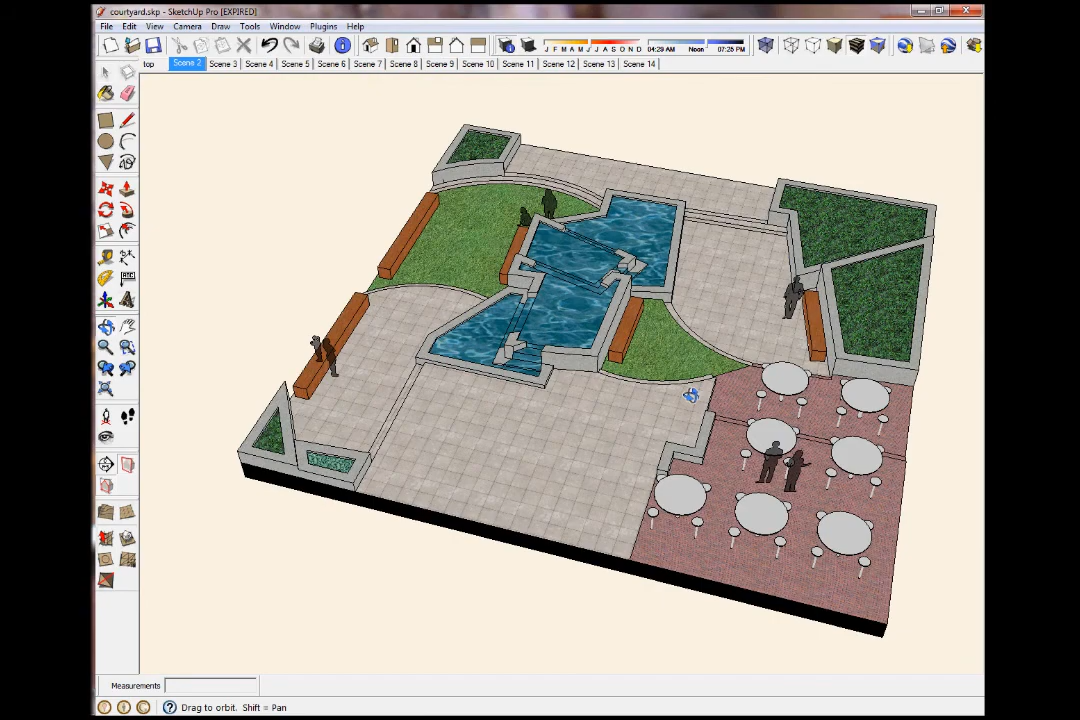 courtyard.skp - SketchUp Pro [EXPIRED]
File Edit View Camera Draw Tools Window Plugins Help
J F M A M J J A S O N D 04:29 AM Noon 07:25 PM
top Scene 2 Scene 3 Scene 4 Scene 5 Scene 6 Scene 7 Scene 8 Scene 9 Scene 10 Scene 11 Scene 12 Scene 13 Scene 14
ABC
Measurements
Drag to orbit. Shift = Pan